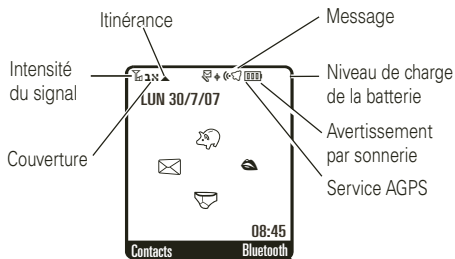 Itinérance
Message
Intensité
du signal
Niveau de charge
de la batterie
LUN 30/7/07
Avertissement
par sonnerie
Couverture
Service AGPS
08:45
Contacts
Bluetooth